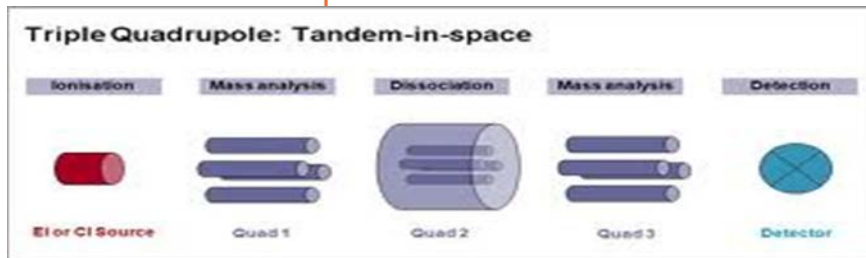 Triple Quadrupole: Tandem-in-space
Ionisation Mass analysis Dissociation Mass analysis Detection
EI or CI Source Quad 1 Quad 2 Quad 3 Detector